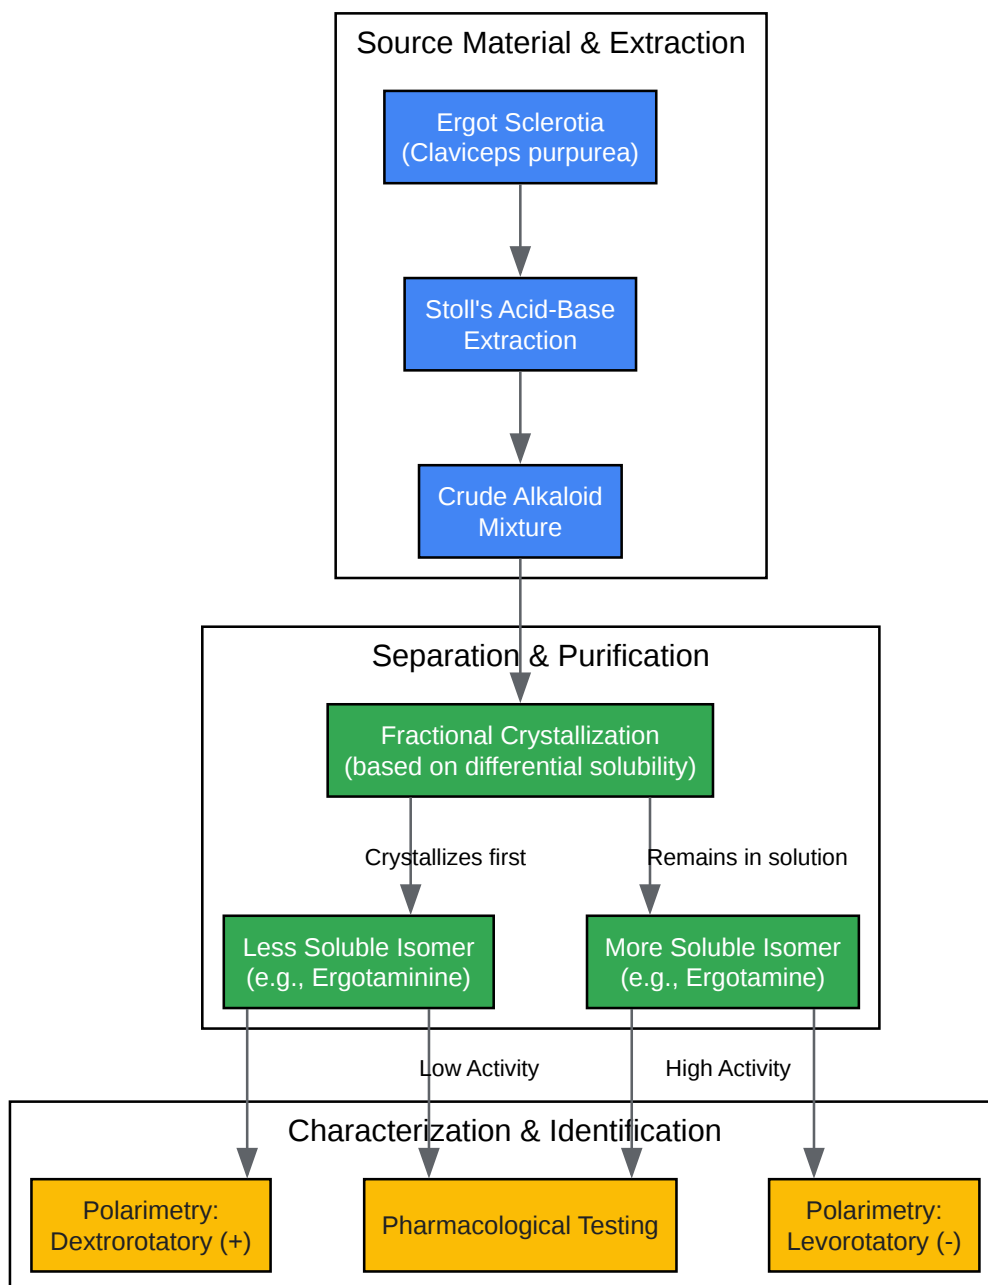 Source Material & Extraction
Ergot Sclerotia
(Claviceps purpurea)
Stoll's Acid-Base
Extraction
Crude Alkaloid
Mixture
Separation & Purification
Fractional Crystallization
(based on differential solubility)
Crystallizes first
Remains in solution
Less Soluble Isomer
(e.g., Ergotaminine)
More Soluble Isomer
(e.g., Ergotamine)
Low Activity
High Activity
Characterization & Identification
Polarimetry:
Dextrorotatory (+)
Pharmacological Testing
Polarimetry:
Levorotatory (-)